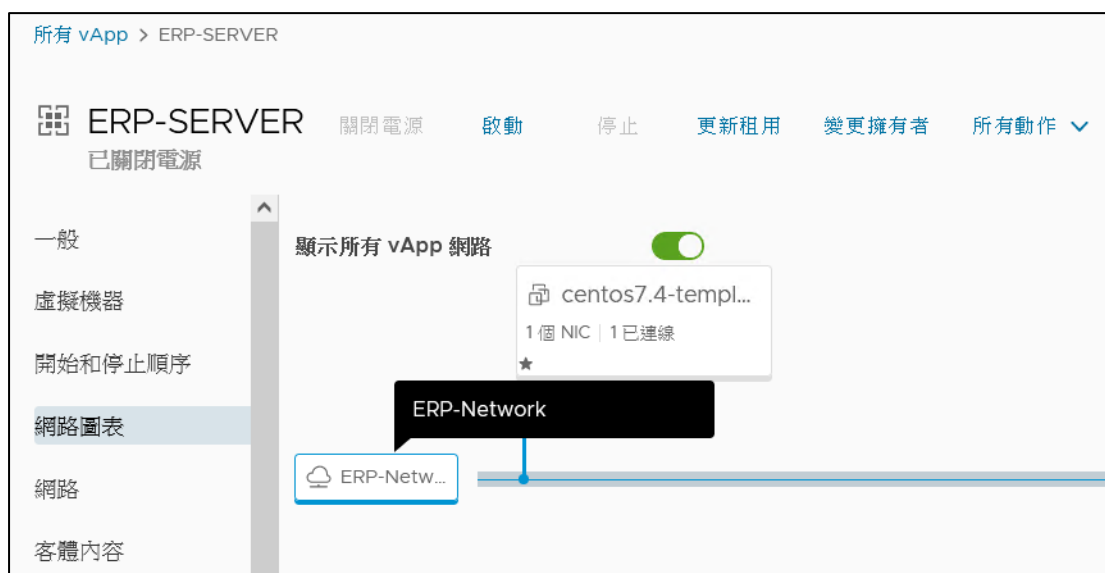 所有 vApp > ERP-SERVER
ERP-SERVER 關閉電源 啟動 停止 更新租用 變更擁有者 所有動作
已關閉電源
一般
顯示所有 vApp 網路
虛擬機器
centos7.4-templ...
1 個 NIC | 1 已連線
開始和停止順序
網路圖表
ERP-Network
ERP-Netw...
網路
客體內容